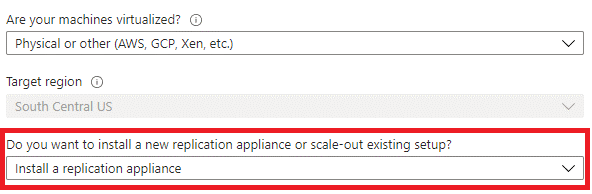 Are your machines virtualized?
Physical or other (AWS, GCP, Xen, etc.)
Target region
South Central US
Do you want to install a new replication appliance or scale-out existing setup?
Install a replication appliance